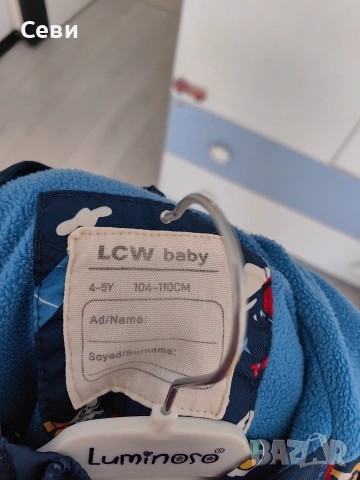 Севи
LCW baby
4-5Y 104-110CM
Ad/Name:
Soyad/Surname:
Luminoso®
BAZAR